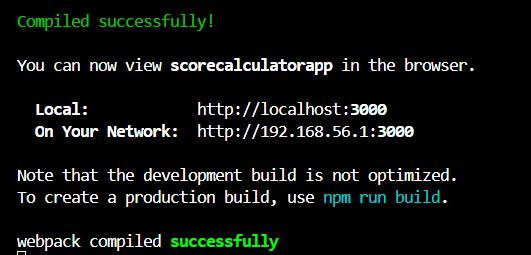 Compiled successfully!
You can now view scorecalculatorapp in the browser.
Local: http://localhost:3000
On Your Network: http://192.168.56.1:3000
Note that the development build is not optimized.
To create a production build, use npm run build.
webpack compiled successfully